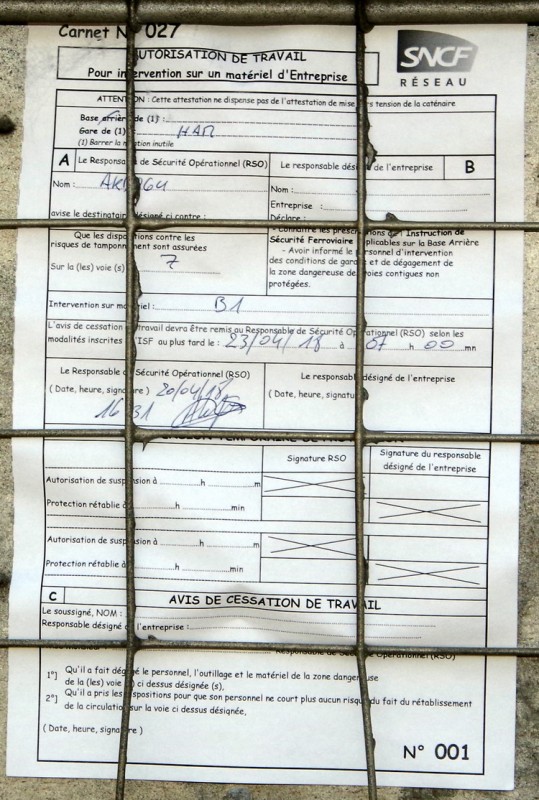 Carnet N° 027
SNCF
RÉSEAU
AUTORISATION DE TRAVAIL
Pour intervention sur un matériel d'Entreprise
ATTENTION : Cette attestation ne dispense pas de l'attestation de mise hors tension de la caténaire
Base arrière de (1) :
Gare de (1) : HAM
(1) Barrer la mention inutile
A Le Responsable de Sécurité Opérationnel (RSO)
Le responsable désigné de l'entreprise B
Nom :
Nom :
Entreprise :
avise le destinataire désigné ci contre :
Déclare :
Que les dispositions contre les
risques de tamponnement sont assurées
Sur la (les) voie (s) 7
- Connaître les prescriptions de l'Instruction de
Sécurité Ferroviaire applicables sur la Base Arrière
- Avoir informé le personnel d'intervention
des conditions de garage et de dégagement de
la zone dangereuse des voies contigues non
protégées.
Intervention sur matériel : B1
L'avis de cessation de travail devra être remis au Responsable de Sécurité Opérationnel (RSO) selon les
modalités inscrites à l'ISF au plus tard le : 23/04/18 à 07 h 00 mn
Le Responsable de Sécurité Opérationnel (RSO)
(Date, heure, signature) 20/04/18
16 31
Le responsable désigné de l'entreprise
(Date, heure, signature
SUSPENSION TEMPORAIRE DE PROTECTION
Signature RSO
Signature du responsable
désigné de l'entreprise
Autorisation de suspension à h m
Protection rétablie à h min
Autorisation de suspension à h m
Protection rétablie à h min
C AVIS DE CESSATION DE TRAVAIL
Le soussigné, NOM :
Responsable désigné de l'entreprise :
Responsable de Sécurité Opérationnel (RSO)
1°] Qu'il a fait dégagé le personnel, l'outillage et le matériel de la zone dangereuse
de la (les) voie (s) ci dessus désignée (s),
2°] Qu'il a pris les dispositions pour que son personnel ne court plus aucun risque du fait du rétablissement
de la circulation sur la voie ci dessus désignée,
(Date, heure, signature)
N° 001